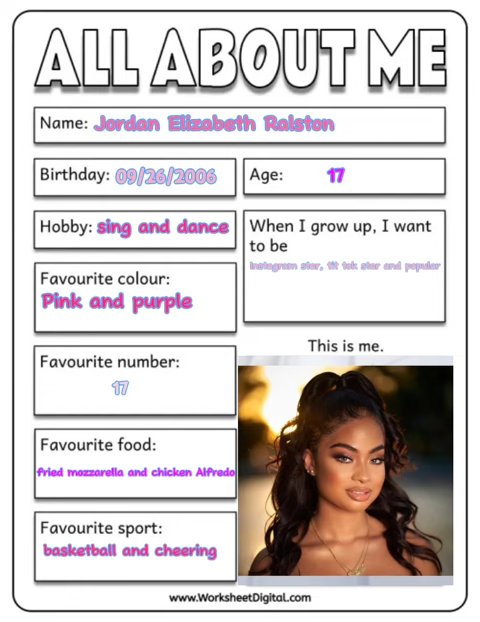 ALL ABOUT ME
Name: Jordan Elizabeth Ralston
Birthday: 09/26/2006
Age: 17
Hobby: sing and dance
When I grow up, I want
to be
instagram star, tit tok star and popular
Favourite colour:
Pink and purple
This is me.
Favourite number:
17
Favourite food:
fried mozzarella and chicken Alfredo
Favourite sport:
basketball and cheering
www.WorksheetDigital.com